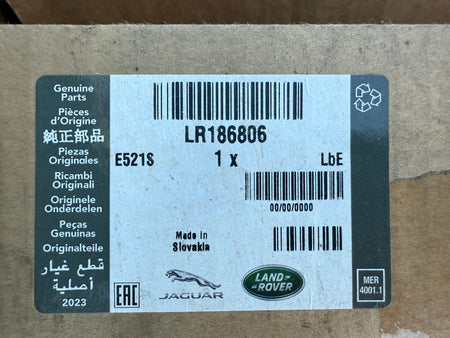 Genuine
Parts
Pièces
d'Origine
純正部品
Piezas
Originales
Ricambi
Originali
Originele
Onderdelen
Peças
Genuinas
Originalteile
قطع غيار
أصلية
2023
LR186806
E521S 1 x LbE
00/00/0000
Made in
Slovakia
EAC
JAGUAR
LAND
ROVER
MER
4001.1